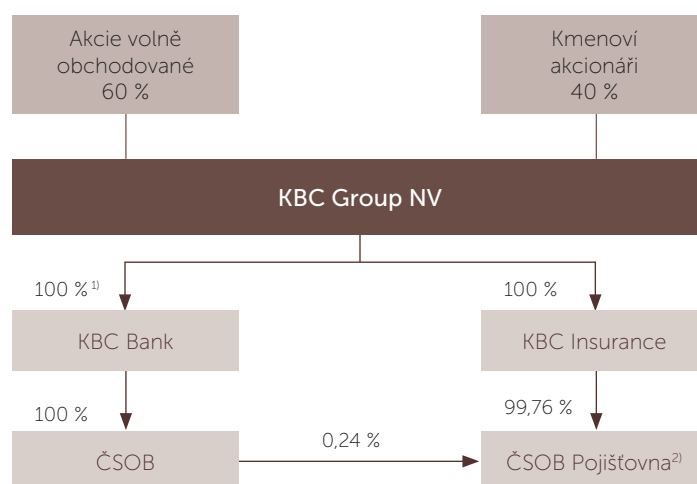 Akcie volně
obchodované
60 %
Kmenoví
akcionáři
40 %
KBC Group NV
100 % 1)
100 %
KBC Bank
KBC Insurance
100 %
99,76 %
0,24 %
ČSOB
ČSOB Pojišťovna2)